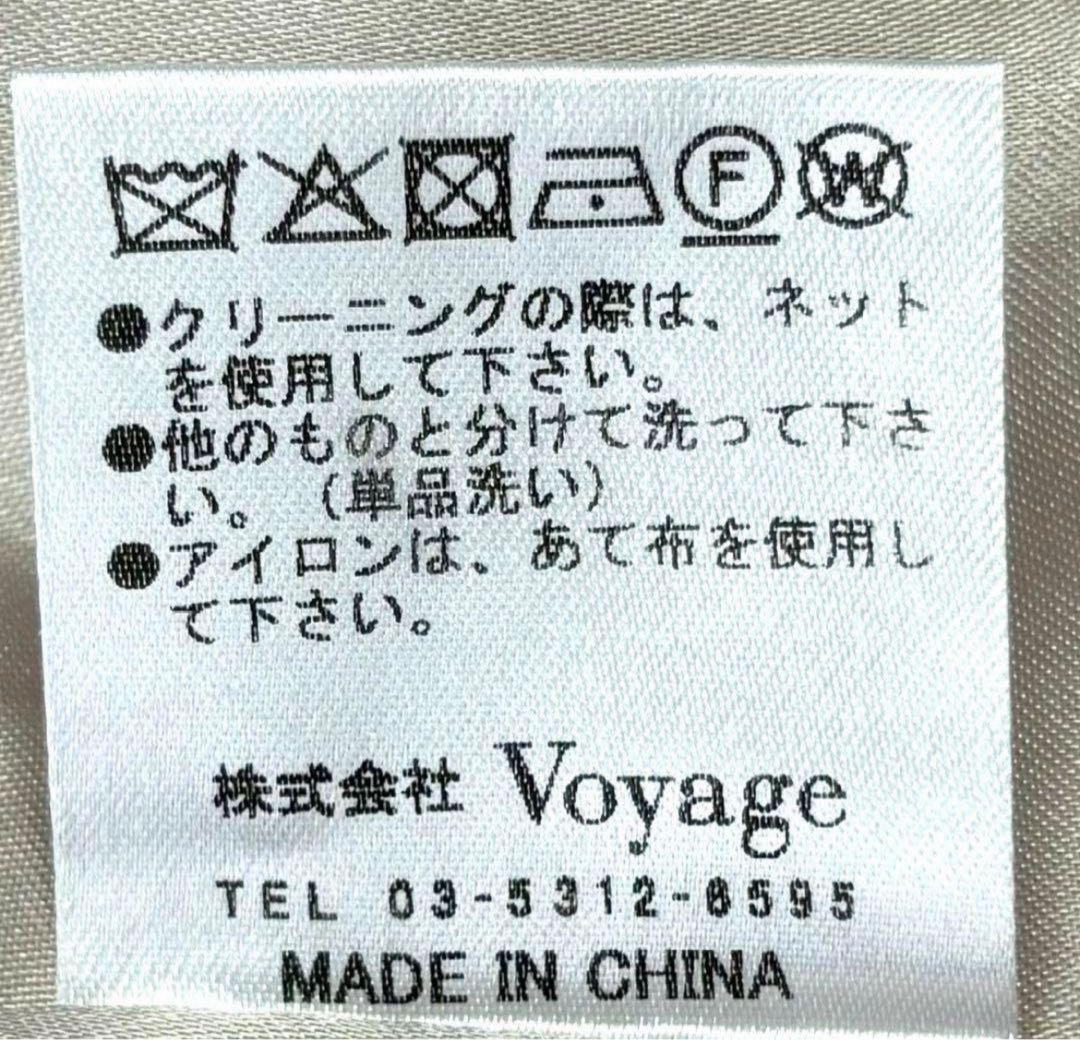 F W
●クリーニングの際は、ネット
を使用して下さい。
●他のものと分けて洗って下さ
い。(単品洗い)
●アイロンは、あて布を使用し
て下さい。
株式会社 Voyage
TEL 03-5312-6595
MADE IN CHINA